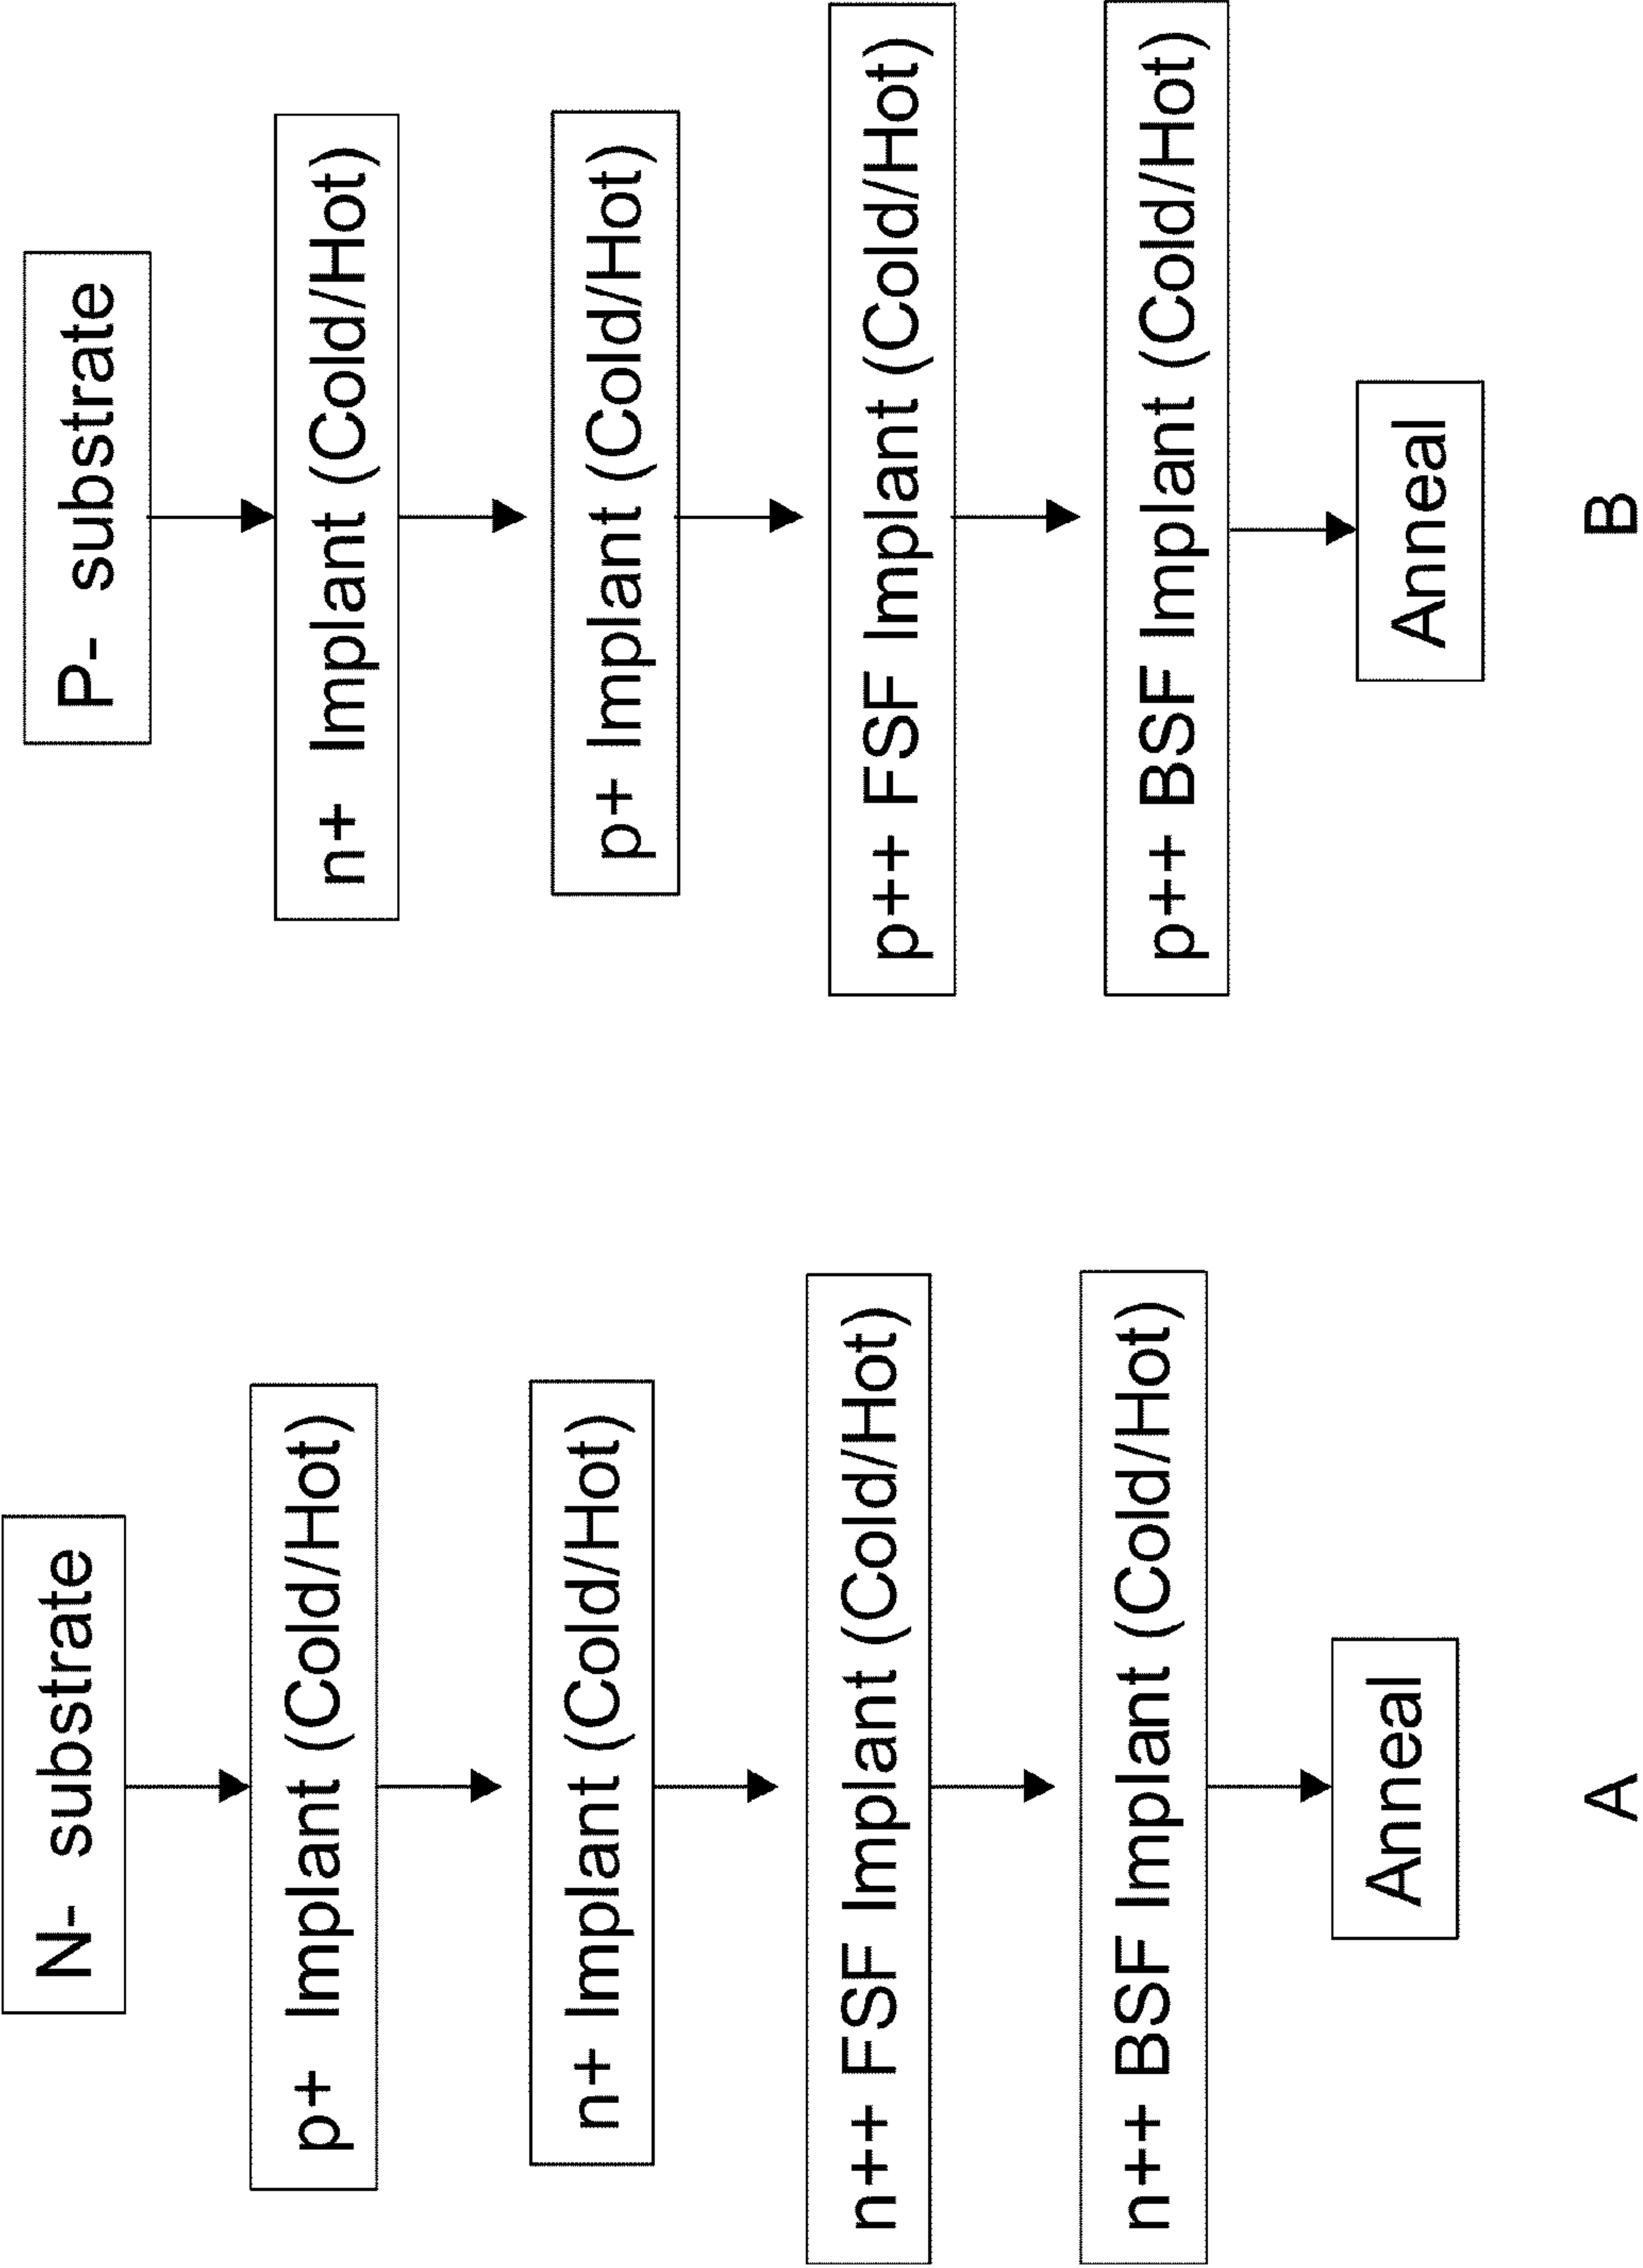 N- substrate
p+ Implant (Cold/Hot)
n+ Implant (Cold/Hot)
n++ FSF Implant (Cold/Hot)
n++ BSF Implant (Cold/Hot)
Anneal
A
P- substrate
n+ Implant (Cold/Hot)
p+ Implant (Cold/Hot)
p++ FSF Implant (Cold/Hot)
p++ BSF Implant (Cold/Hot)
Anneal
B